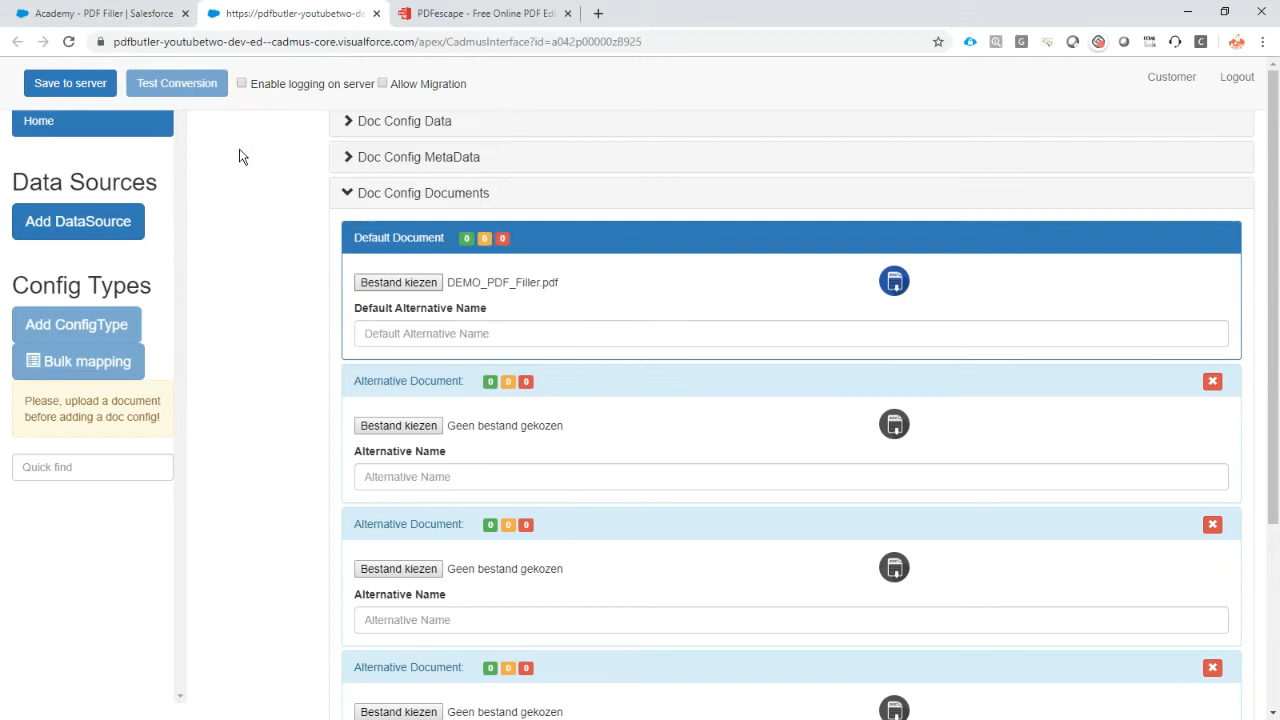 Academy - PDF Filler | Salesforce
https://pdfbutler-youtubetwo-de
PDFescape - Free Online PDF Edi
pdfbutler-youtubetwo-dev-ed--cadmus-core.visualforce.com/apex/CadmusInterface?id=a042p00000zB925
Save to server
Test Conversion
Enable logging on server
Allow Migration
Customer
Logout
Home
Data Sources
Add DataSource
Config Types
Add ConfigType
Bulk mapping
Please, upload a document
before adding a doc config!
Quick find
Doc Config Data
Doc Config MetaData
Doc Config Documents
Default Document 0 0 0
Bestand kiezen DEMO_PDF_Filler.pdf
Default Alternative Name
Default Alternative Name
Alternative Document: 0 0 0
Bestand kiezen Geen bestand gekozen
Alternative Name
Alternative Name
Alternative Document: 0 0 0
Bestand kiezen Geen bestand gekozen
Alternative Name
Alternative Name
Alternative Document: 0 0 0
Bestand kiezen Geen bestand gekozen